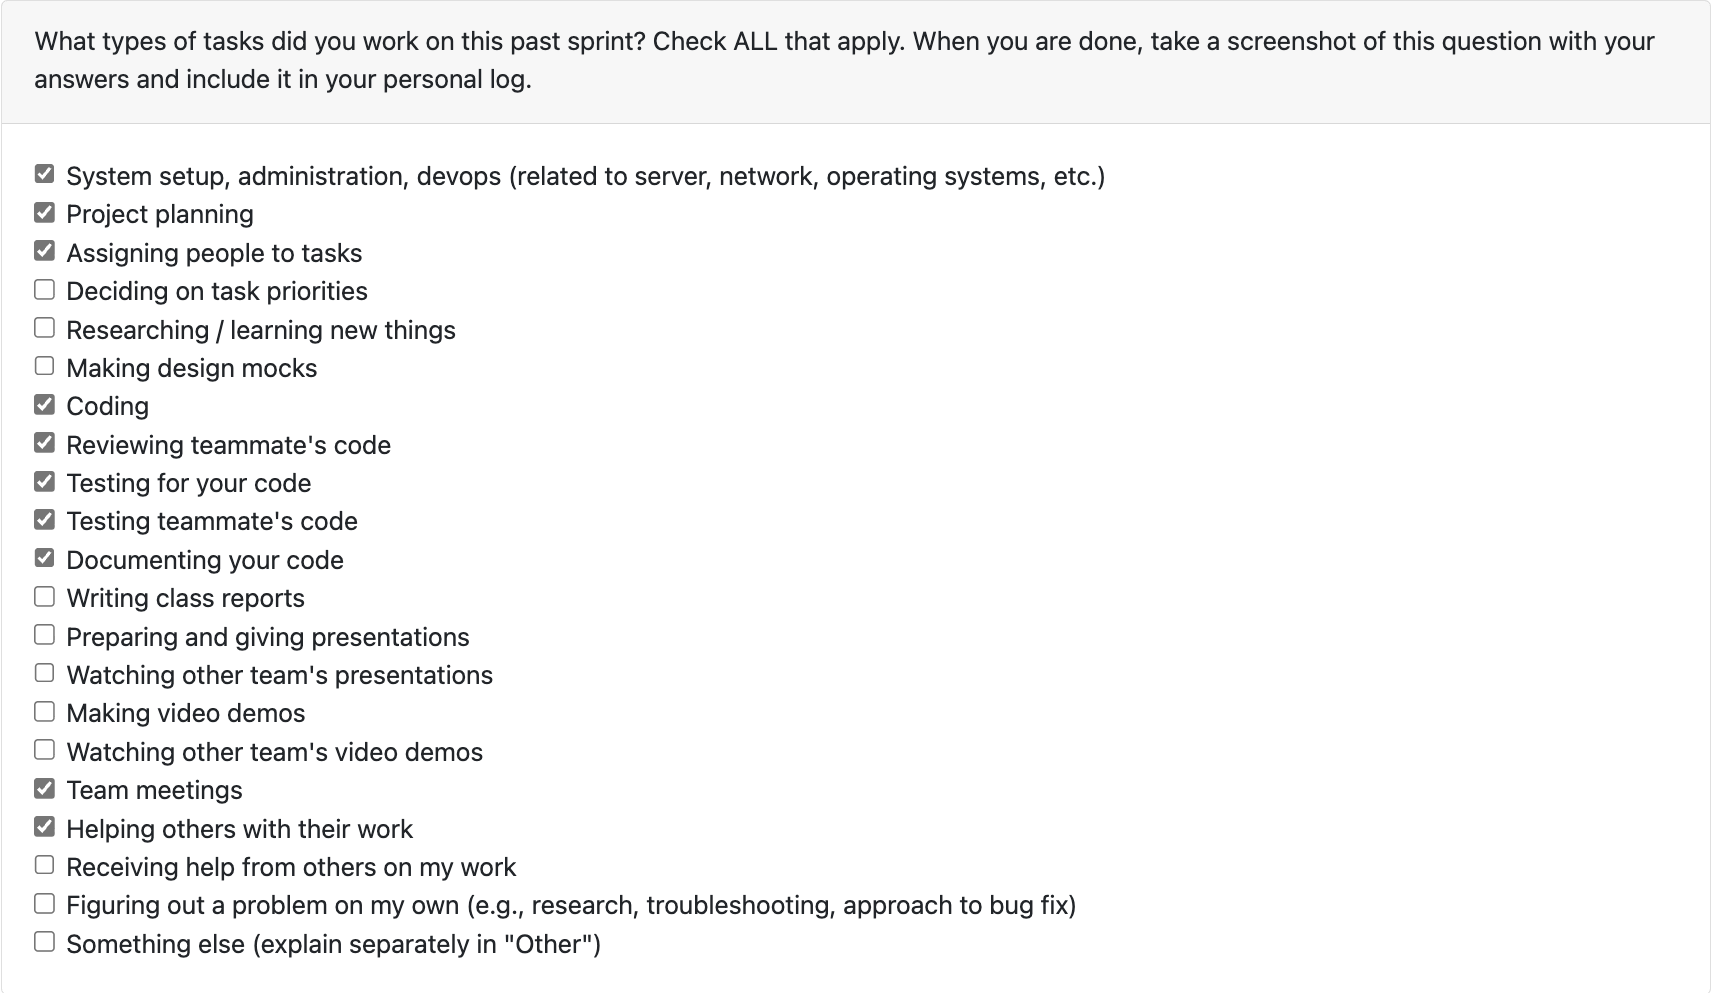 What types of tasks did you work on this past sprint? Check ALL that apply. When you are done, take a screenshot of this question with your
answers and include it in your personal log.
System setup, administration, devops (related to server, network, operating systems, etc.)
Project planning
Assigning people to tasks
Deciding on task priorities
Researching / learning new things
Making design mocks
Coding
Reviewing teammate's code
Testing for your code
Testing teammate's code
Documenting your code
Writing class reports
Preparing and giving presentations
Watching other team's presentations
Making video demos
Watching other team's video demos
Team meetings
Helping others with their work
Receiving help from others on my work
Figuring out a problem on my own (e.g., research, troubleshooting, approach to bug fix)
Something else (explain separately in "Other")